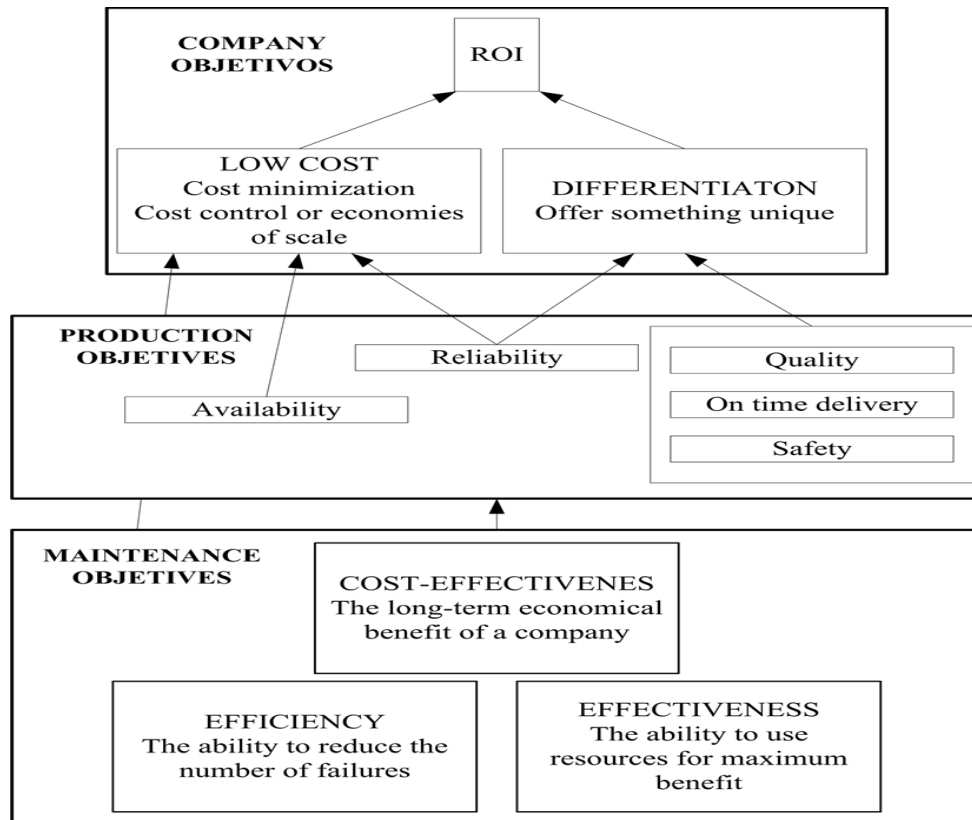 COMPANY
OBJETIVOS
ROI
LOW COST
Cost minimization
Cost control or economies
of scale
DIFFERENTIATON
Offer something unique
PRODUCTION
OBJETIVES
Reliability
Availability
Quality
On time delivery
Safety
MAINTENANCE
OBJETIVES
COST-EFFECTIVENES
The long-term economical
benefit of a company
EFFICIENCY
The ability to reduce the
number of failures
EFFECTIVENESS
The ability to use
resources for maximum
benefit